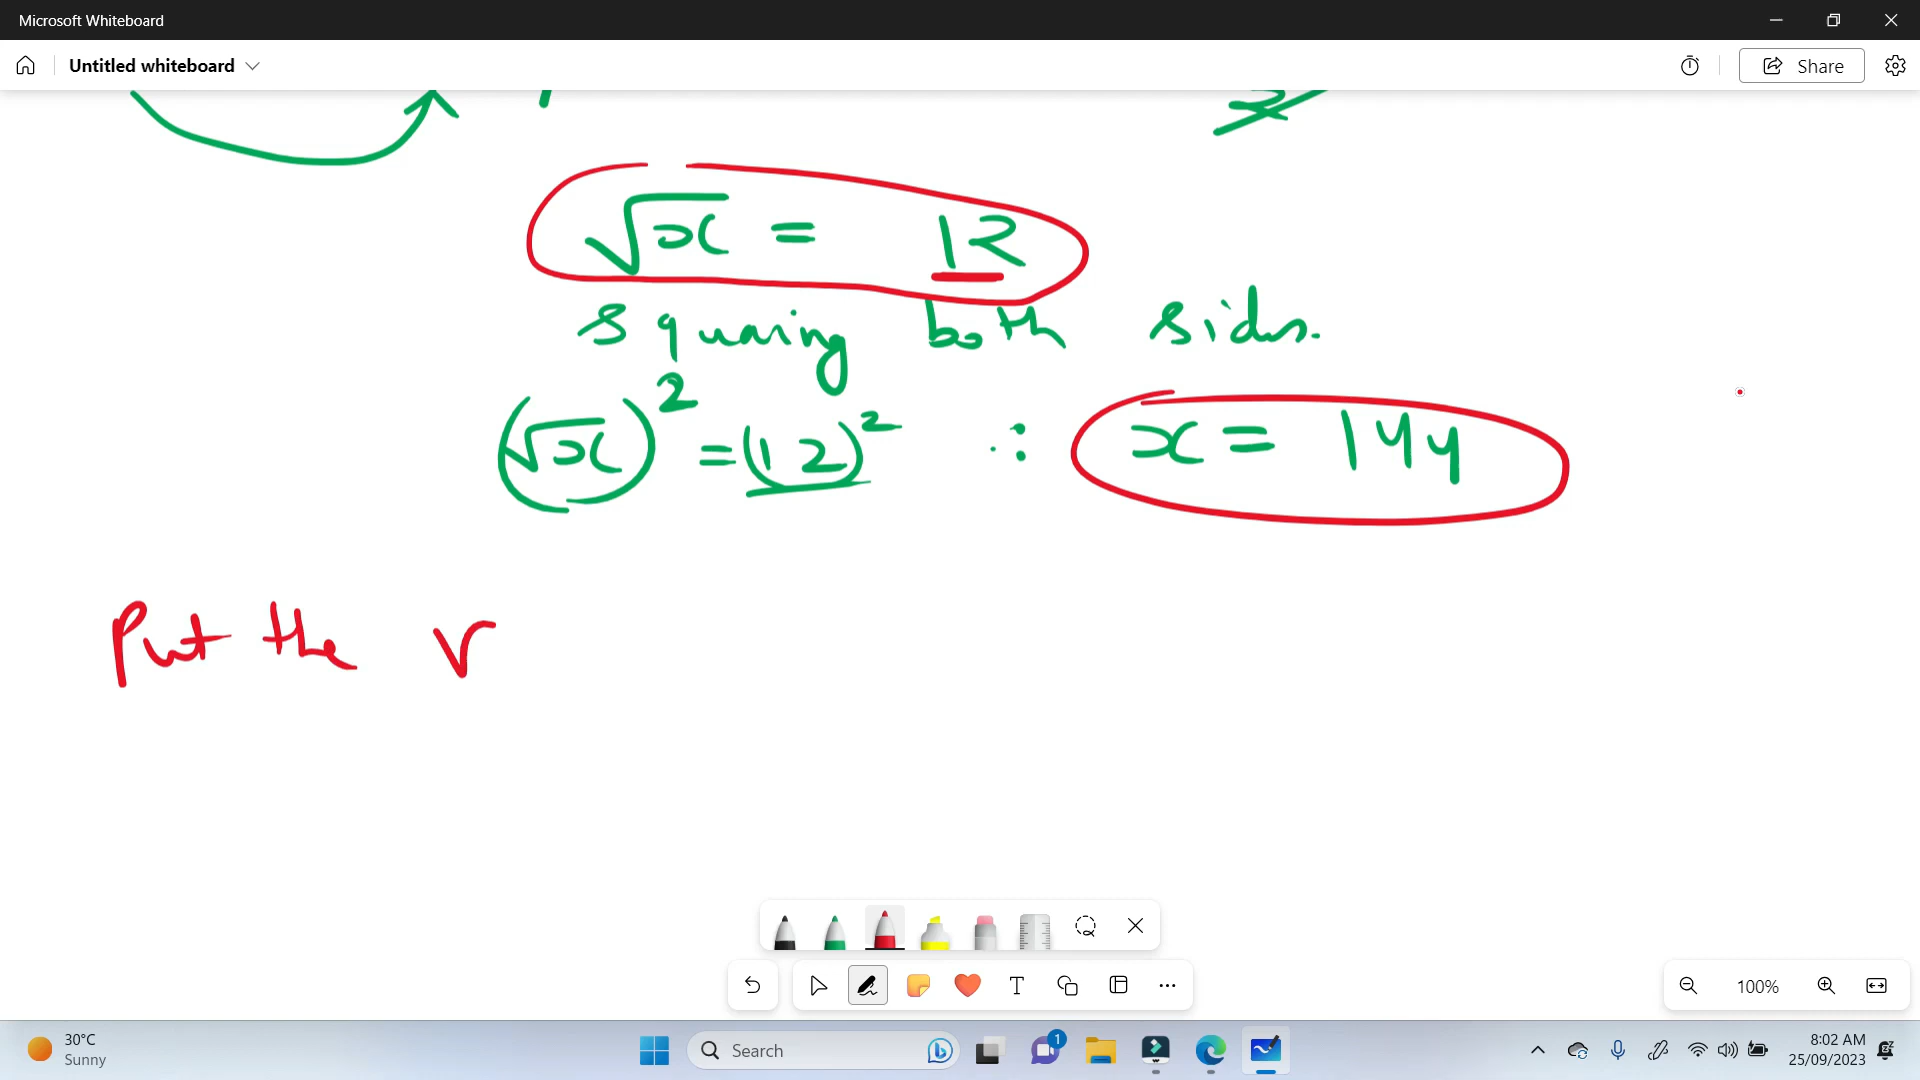 Microsoft Whiteboard
Untitled whiteboard
Share
√x = 12
squaring both sides.
(√x)² = (12)² ∴ x = 144
Put the v
100%
30°C
Sunny
Search
1
8:02 AM
25/09/2023